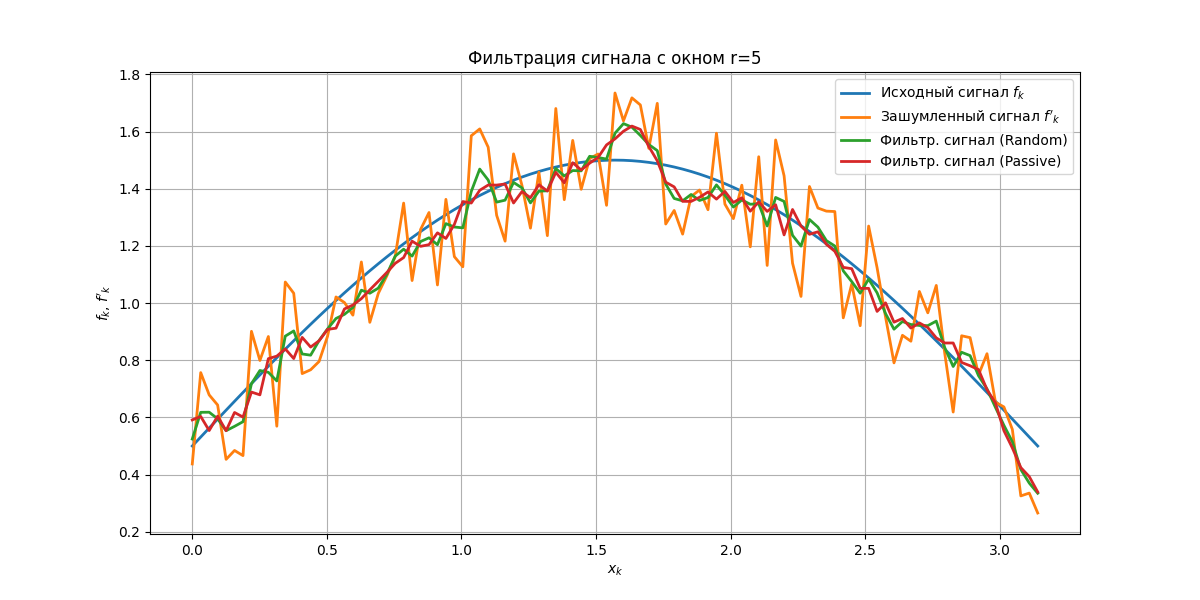 Фильтрация сигнала с окном r=5
Исходный сигнал f_k
Зашумленный сигнал f'_k
Фильтр. сигнал (Random)
Фильтр. сигнал (Passive)
f_k, f'_k
1.8
1.6
1.4
1.2
1.0
0.8
0.6
0.4
0.2
0.0 0.5 1.0 1.5 2.0 2.5 3.0
x_k